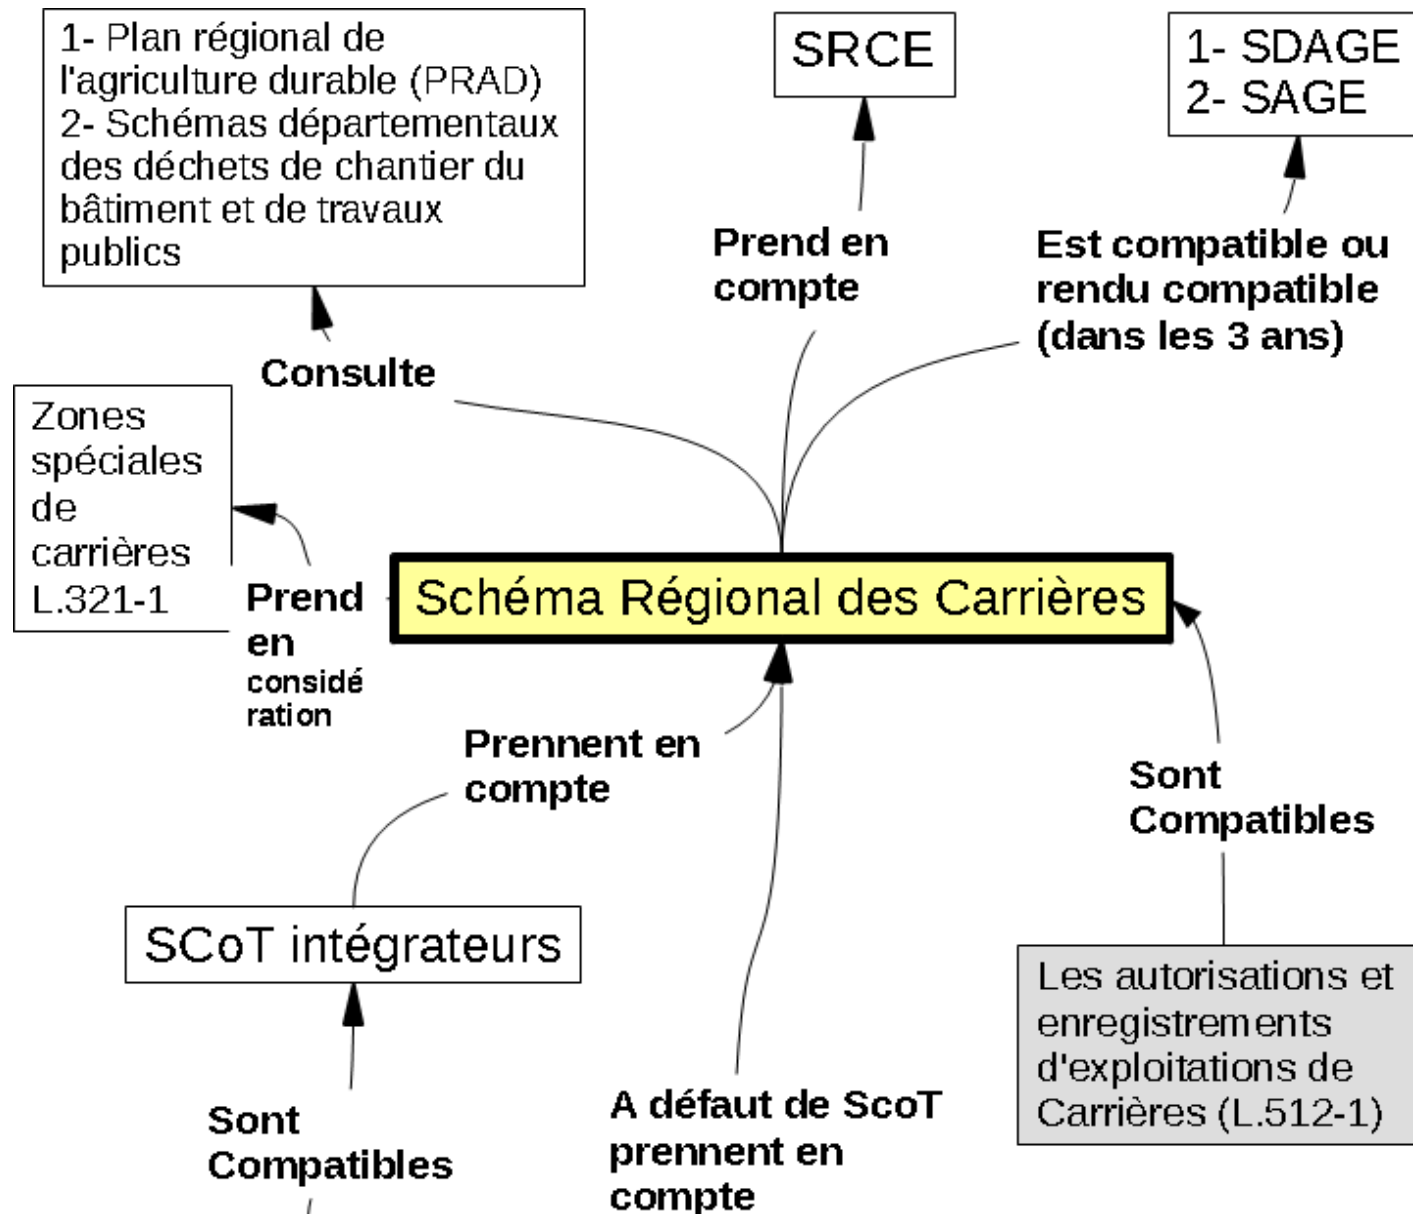 1- Plan régional de
l'agriculture durable (PRAD)
2- Schémas départementaux
des déchets de chantier du
bâtiment et de travaux
publics
SRCE
1- SDAGE
2- SAGE
Prend en
compte
Est compatible ou
rendu compatible
(dans les 3 ans)
Consulte
Zones
spéciales
de
carrières
L.321-1
Prend
en
considé
ration
Schéma Régional des Carrières
Prennent en
compte
Sont
Compatibles
SCoT intégrateurs
Les autorisations et
enregistrements
d'exploitations de
Carrières (L.512-1)
Sont
Compatibles
A défaut de ScoT
prennent en
compte